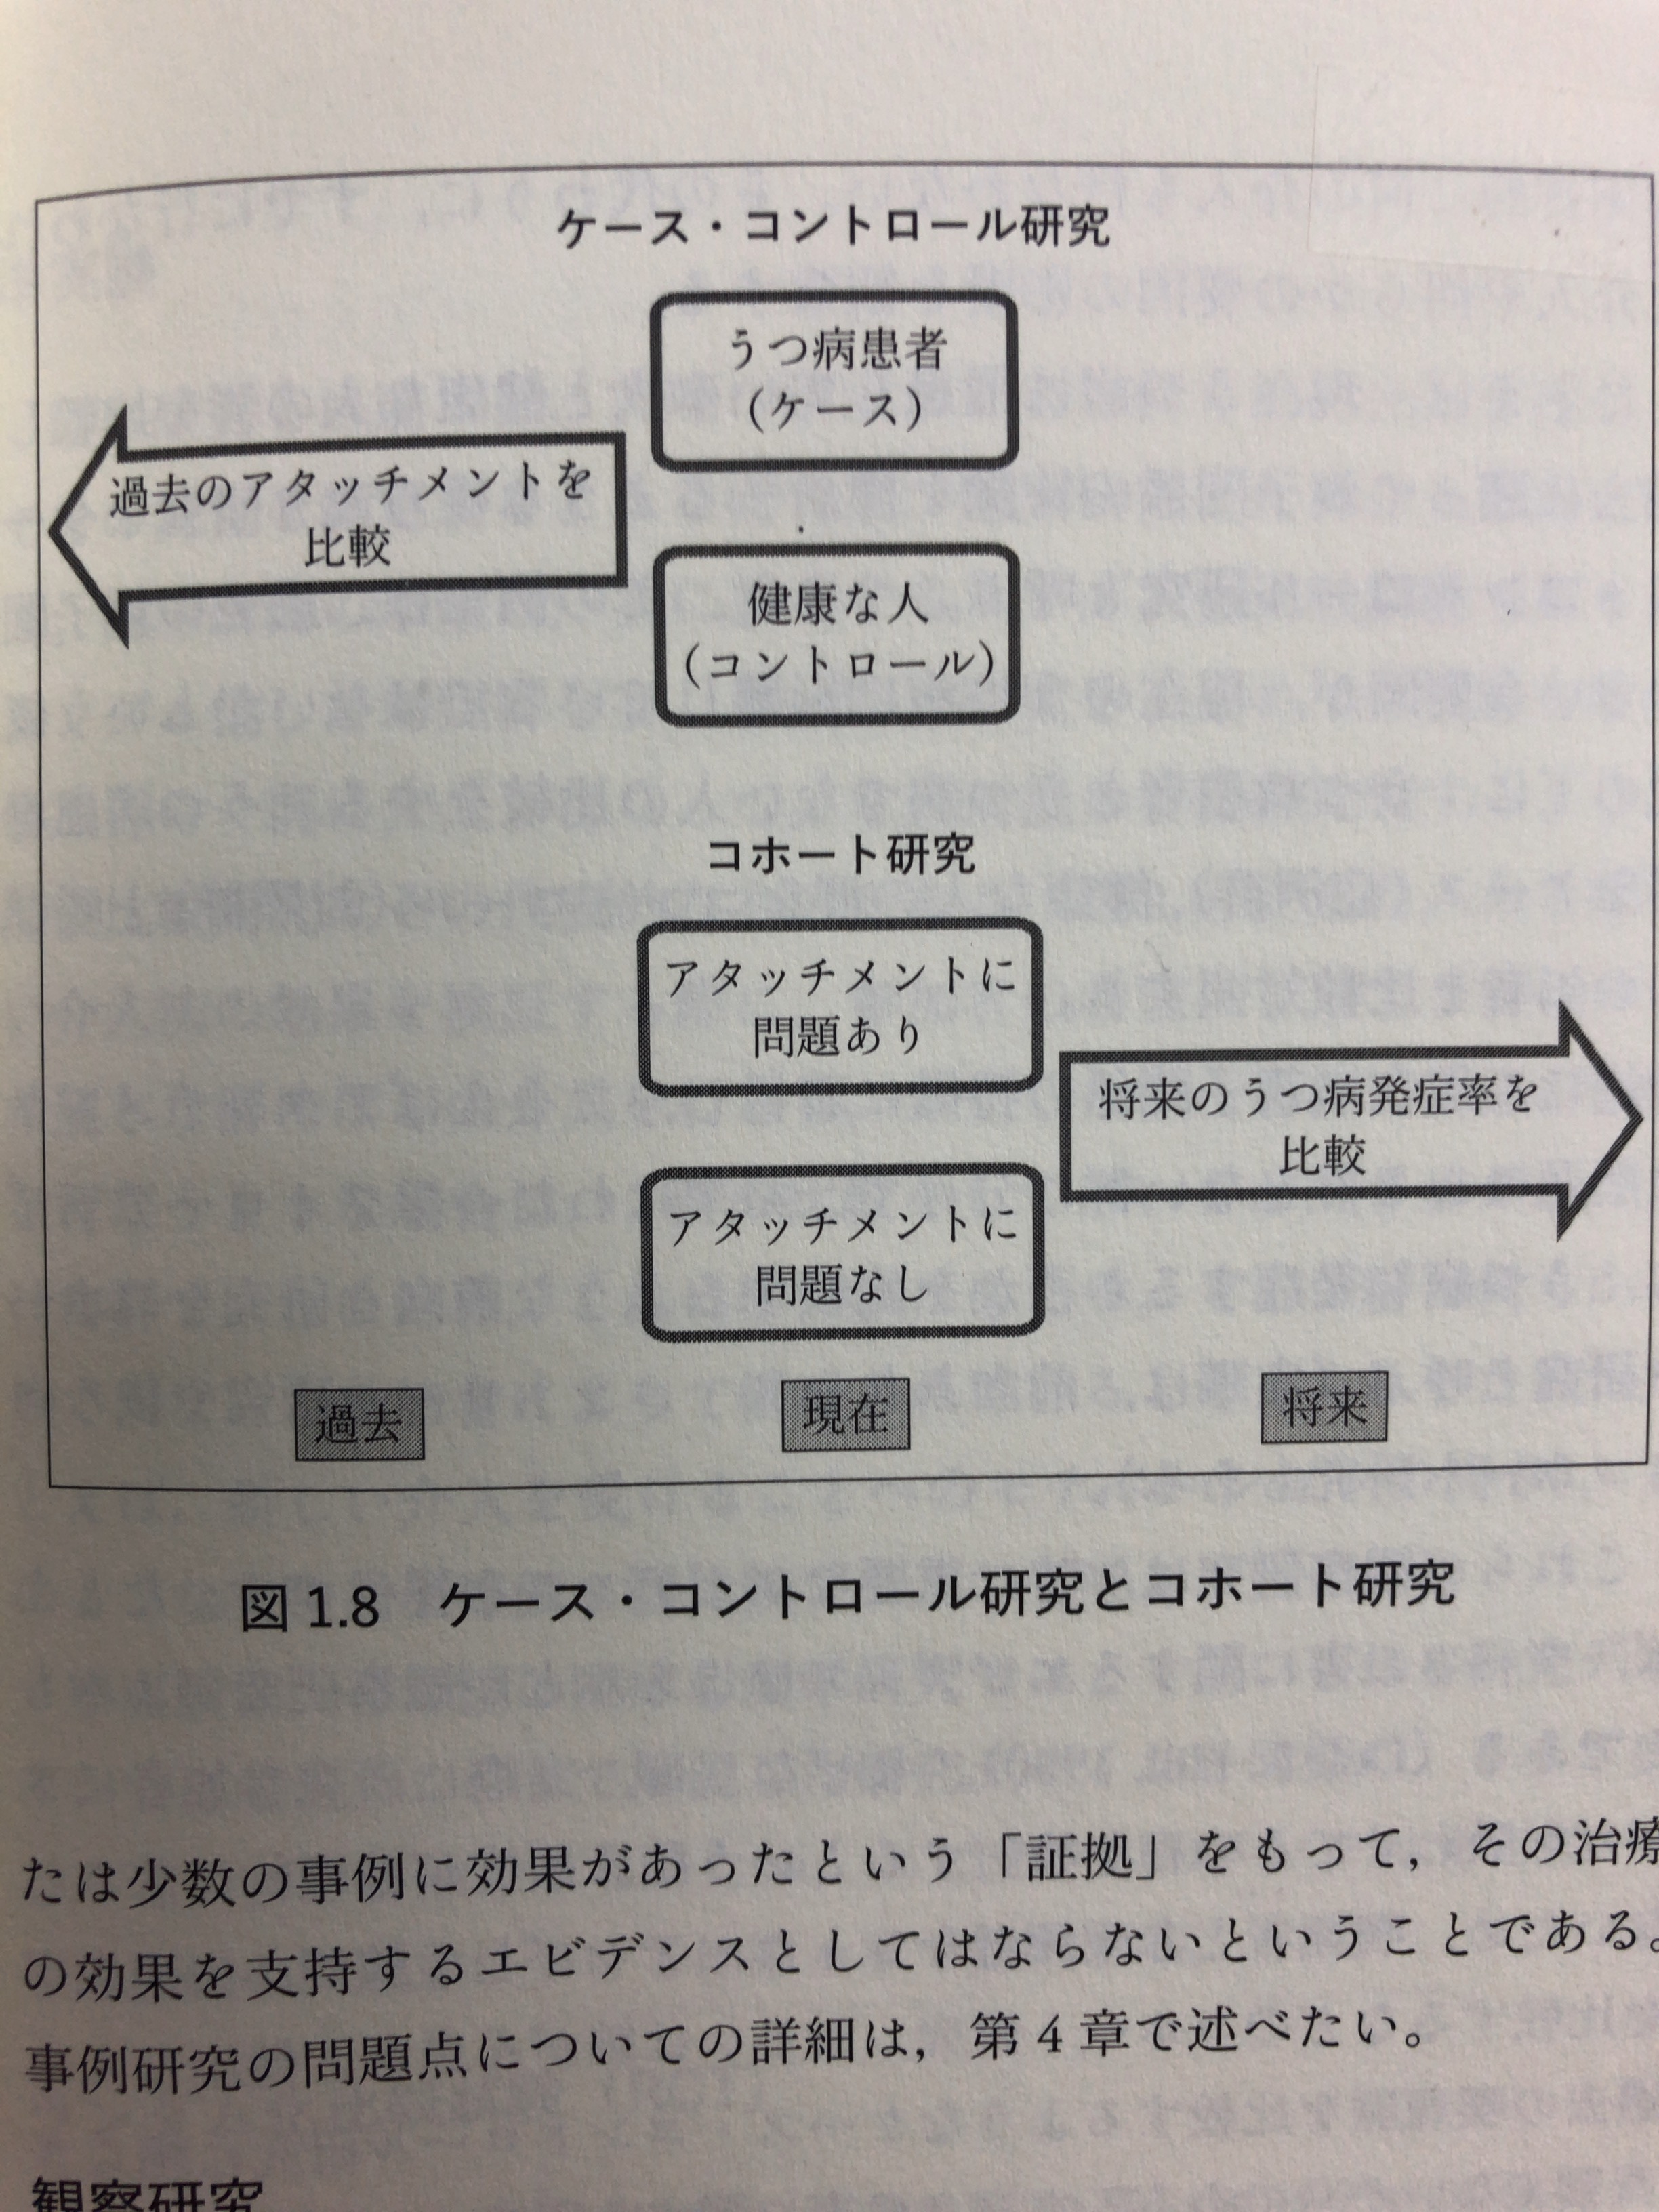 ケース・コントロール研究
うつ病患者
(ケース)
過去のアタッチメントを
比較
健康な人
(コントロール)
コホート研究
アタッチメントに
問題あり
将来のうつ病発症率を
比較
アタッチメントに
問題なし
過去
現在
将来
図 1.8　ケース・コントロール研究とコホート研究
たは少数の事例に効果があったという「証拠」をもって，その治療
の効果を支持するエビデンスとしてはならないということである。
事例研究の問題点についての詳細は，第 4 章で述べたい。
観察研究